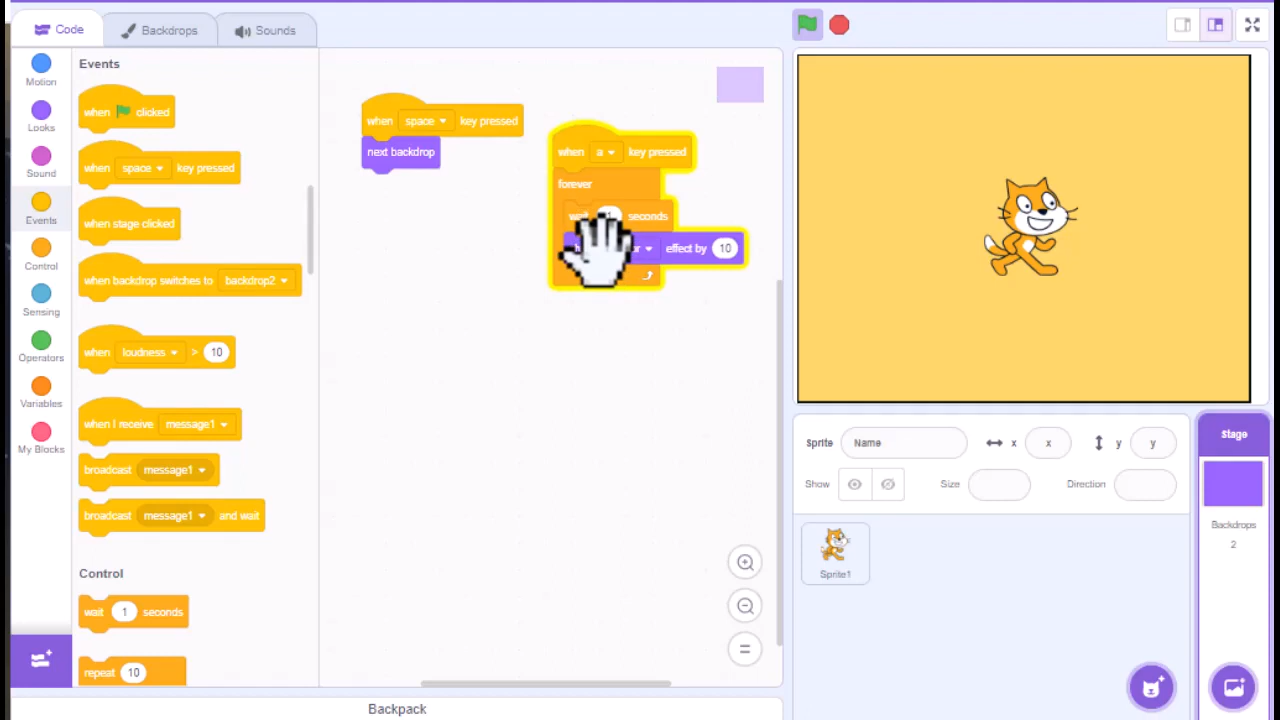 Code
Backdrops
Sounds
Motion
Looks
Sound
Events
Control
Sensing
Operators
Variables
My Blocks
Events
when clicked
when space key pressed
when stage clicked
when backdrop switches to backdrop2
when loudness > 10
when I receive message1
broadcast message1
broadcast message1 and wait
Control
wait 1 seconds
repeat 10
when space key pressed
next backdrop
when a key pressed
forever
seconds
effect by 10
Backpack
Sprite Name
x x
y y
Show
Size
Direction
Sprite1
Stage
Backdrops
2